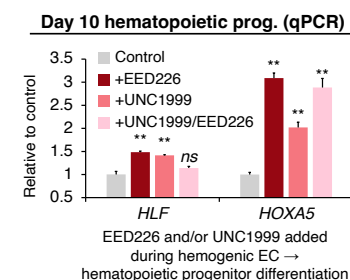 Day 10 hematopoietic prog. (qPCR)
Relative to control
3.5
3
2.5
2
1.5
1
0.5
Control
+EED226
+UNC1999
+UNC1999/EED226
** ** ns
** ** **
HLF HOXA5
EED226 and/or UNC1999 added
during hemogenic EC →
hematopoietic progenitor differentiation